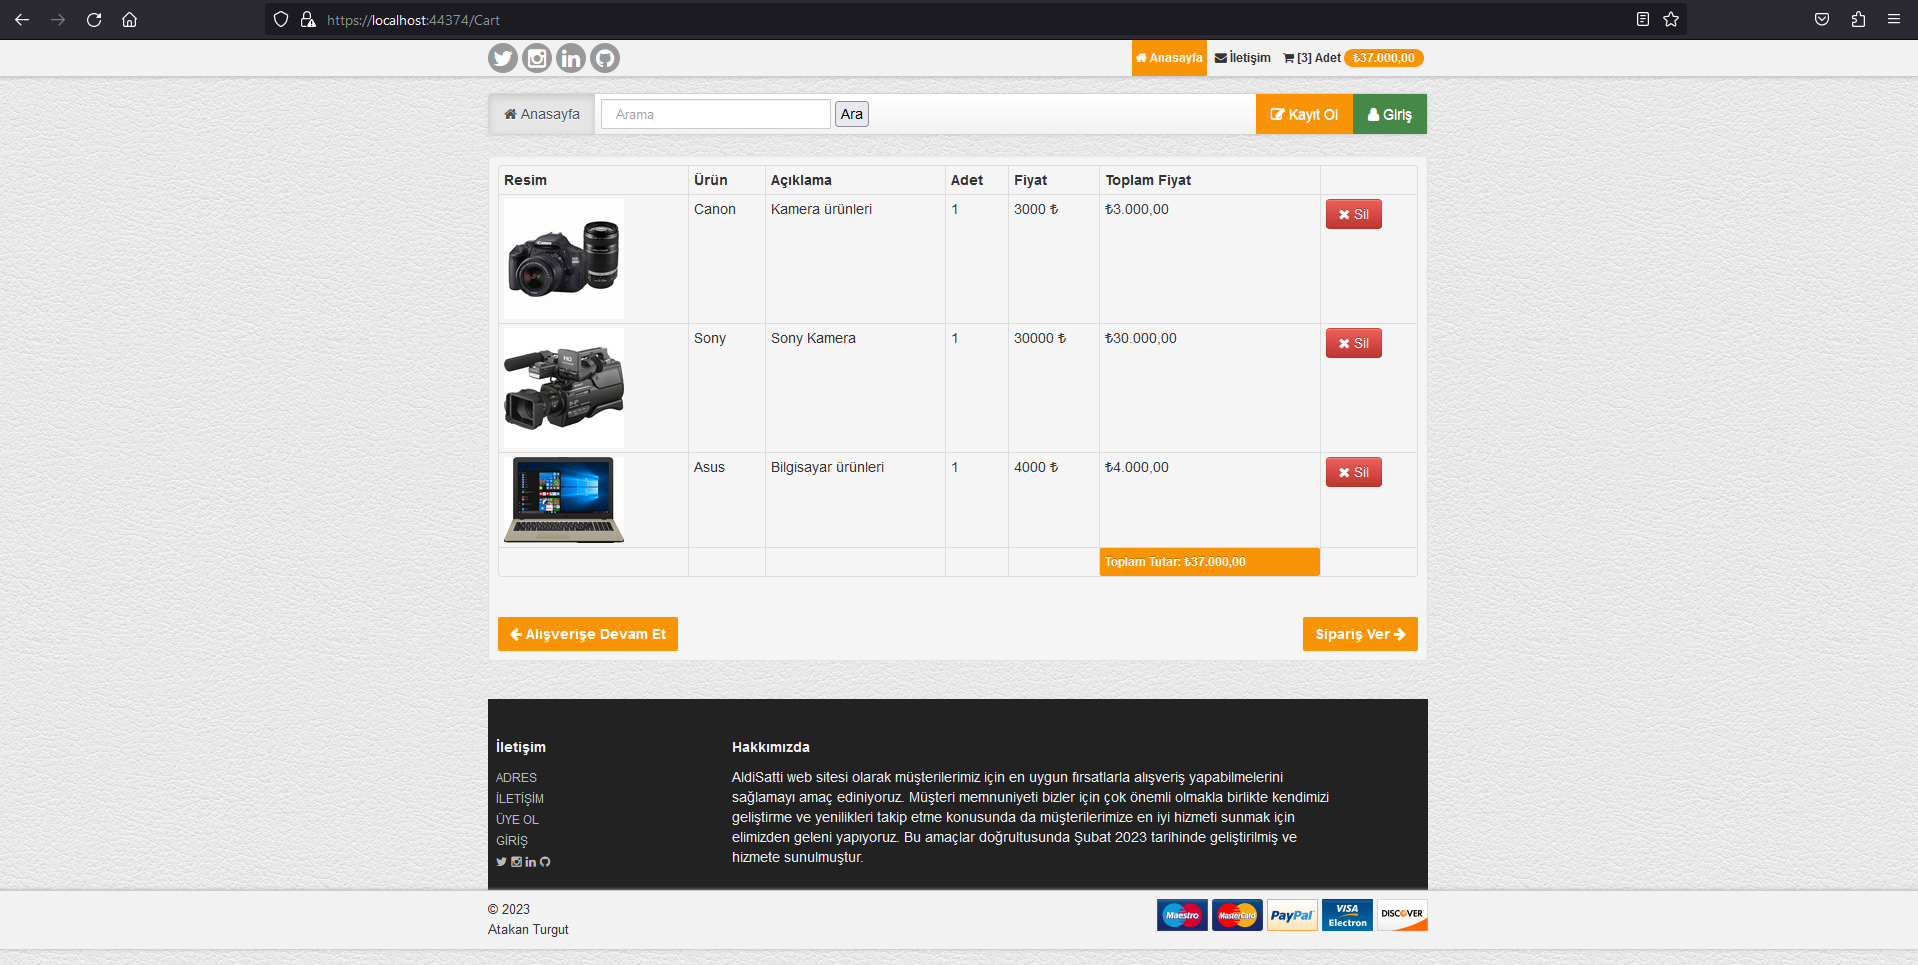 https://localhost:44374/Cart
Anasayfa İletişim [3] Adet ₺37.000,00
Anasayfa Arama Ara Kayıt Ol Giriş
Resim Ürün Açıklama Adet Fiyat Toplam Fiyat
Canon Kamera ürünleri 1 3000 ₺ ₺3.000,00 Sil
Sony Sony Kamera 1 30000 ₺ ₺30.000,00 Sil
Asus Bilgisayar ürünleri 1 4000 ₺ ₺4.000,00 Sil
Toplam Tutar: ₺37.000,00
Alışverişe Devam Et Sipariş Ver
İletişim
ADRES
İLETİŞİM
ÜYE OL
GİRİŞ
Hakkımızda
AldiSatti web sitesi olarak müşterilerimiz için en uygun fırsatlarla alışveriş yapabilmelerini
sağlamayı amaç ediniyoruz. Müşteri memnuniyeti bizler için çok önemli olmakla birlikte kendimizi
geliştirme ve yenilikleri takip etme konusunda da müşterilerimize en iyi hizmeti sunmak için
elimizden geleni yapıyoruz. Bu amaçlar doğrultusunda Şubat 2023 tarihinde geliştirilmiş ve
hizmete sunulmuştur.
© 2023
Atakan Turgut
Maestro MasterCard PayPal VISA Electron DISCOVER